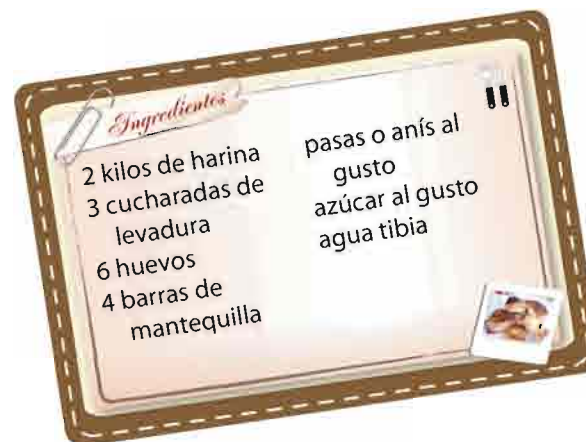 Ingredientes
2 kilos de harina
3 cucharadas de
levadura
6 huevos
4 barras de
mantequilla
pasas o anís al
gusto
azúcar al gusto
agua tibia